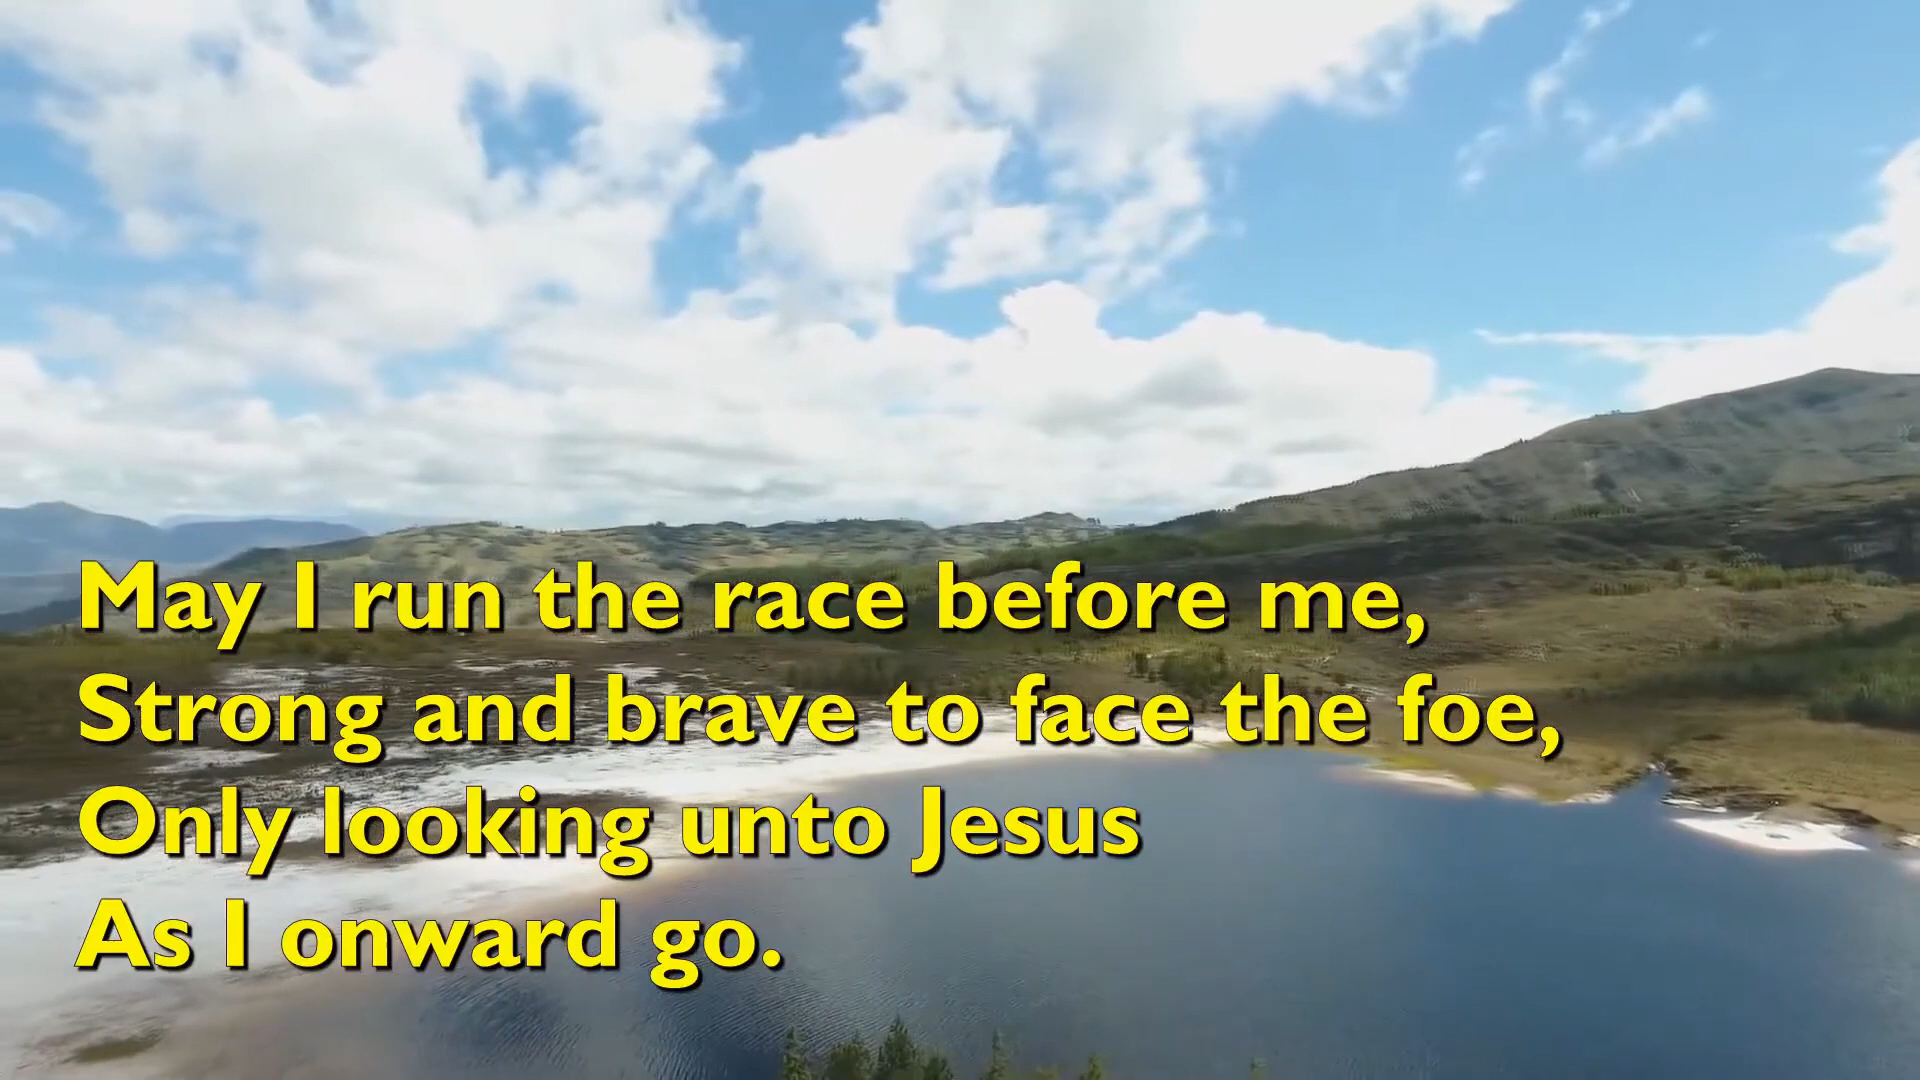 May I run the race before me,
Strong and brave to face the foe,
Only looking unto Jesus
As I onward go.